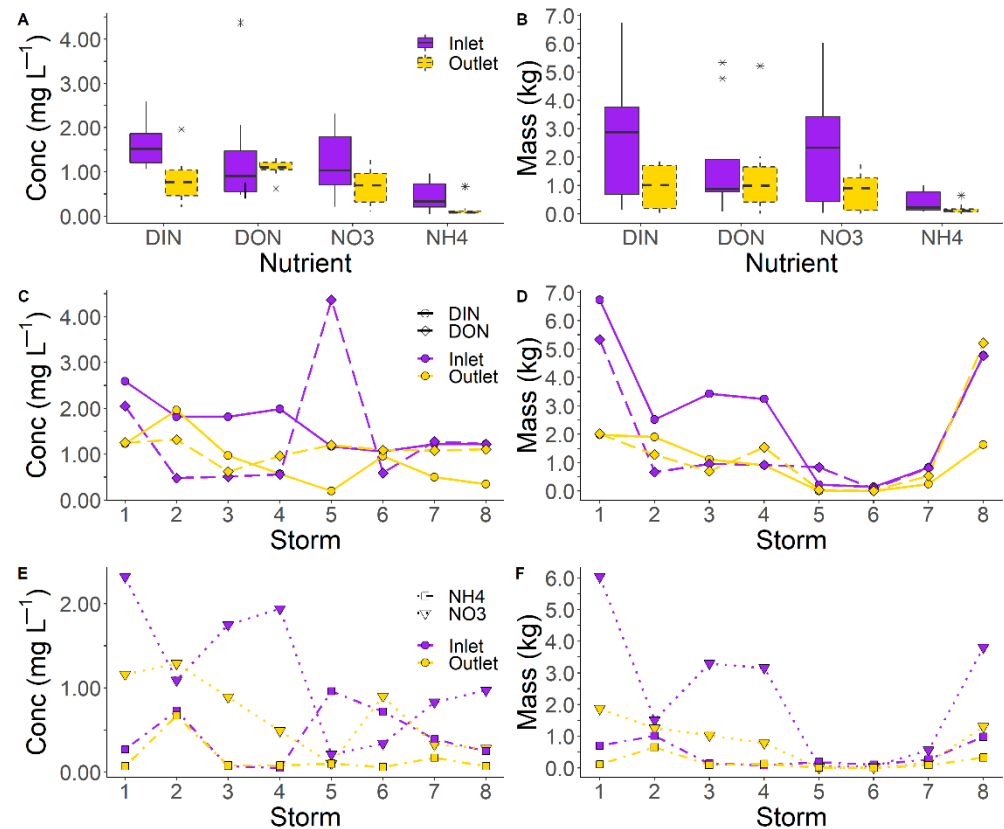 A
Conc (mg L⁻¹)
4.00
3.00
2.00
1.00
0.00
Inlet
Outlet
DIN DON NO3 NH4
Nutrient
B
Mass (kg)
7.0
6.0
5.0
4.0
3.0
2.0
1.0
0.0
Inlet
Outlet
DIN DON NO3 NH4
Nutrient
C
Conc (mg L⁻¹)
4.00
3.00
2.00
1.00
0.00
DIN
DON
Inlet
Outlet
1 2 3 4 5 6 7 8
Storm
D
Mass (kg)
7.0
6.0
5.0
4.0
3.0
2.0
1.0
0.0
1 2 3 4 5 6 7 8
Storm
E
Conc (mg L⁻¹)
2.00
1.00
0.00
NH4
NO3
Inlet
Outlet
1 2 3 4 5 6 7 8
Storm
F
Mass (kg)
6.0
5.0
4.0
3.0
2.0
1.0
0.0
1 2 3 4 5 6 7 8
Storm